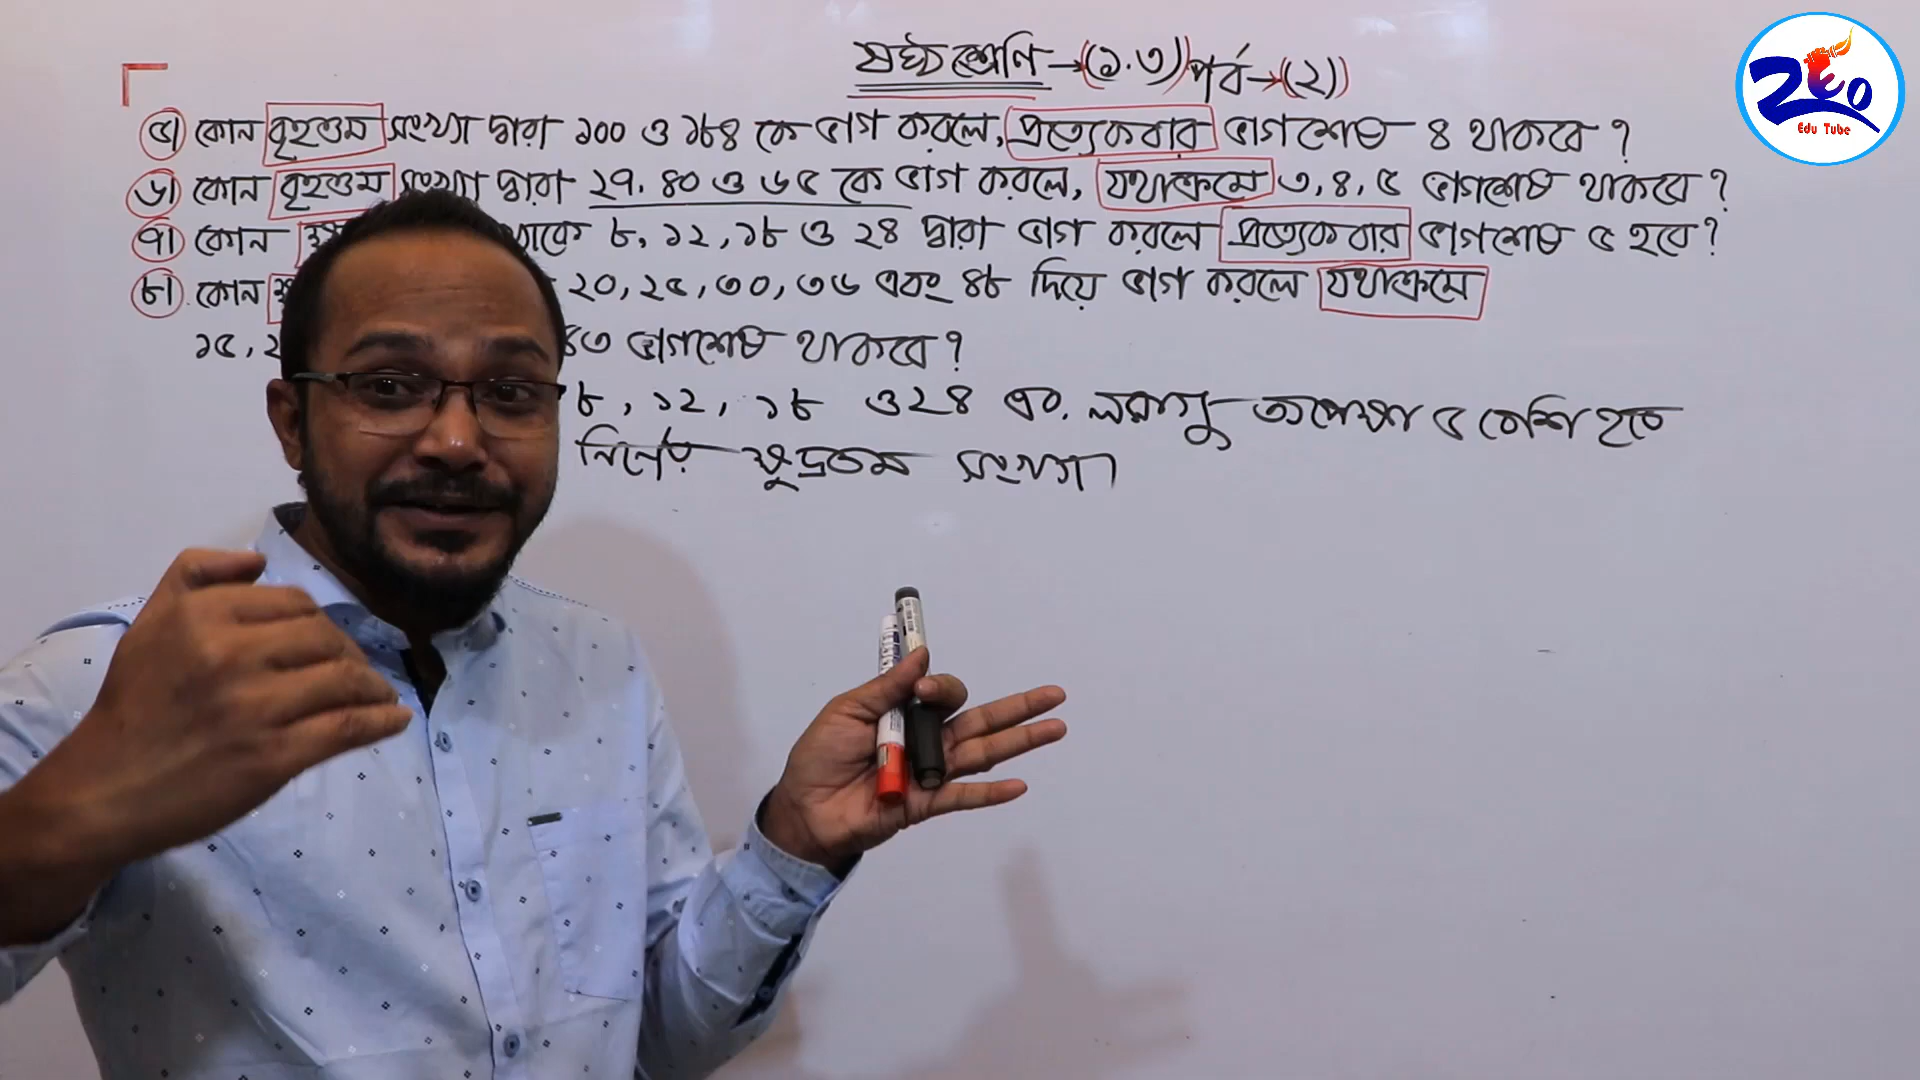 ষষ্ঠ শ্রেণি → (১.৩) পর্ব → (২)
৫। কোন বৃহত্তম সংখ্যা দ্বারা ১০০ ও ১৮৪ কে ভাগ করলে, প্রত্যেকবার ভাগশেষ ৪ থাকবে ?
৬। কোন বৃহত্তম সংখ্যা দ্বারা ২৭, ৪০ ও ৬৫ কে ভাগ করলে, যথাক্রমে ৩, ৪, ৫ ভাগশেষ থাকবে ?
৭। কোন ৮, ১২, ১৮ ও ২৪ দ্বারা ভাগ করলে প্রত্যেকবার ভাগশেষ ৫ হবে ?
৮। কোন ২০, ২৫, ৩০, ৩৬ এবং ৪৮ দিয়ে ভাগ করলে যথাক্রমে
১৫, ২ ৪৩ ভাগশেষ থাকবে ?
৮, ১২, ১৮ ও ২৪ এর ল.সা.গু অপেক্ষা ৫ বেশি হবে
নির্ণেয় ক্ষুদ্রতম সংখ্যা।
ZEO
Edu Tube